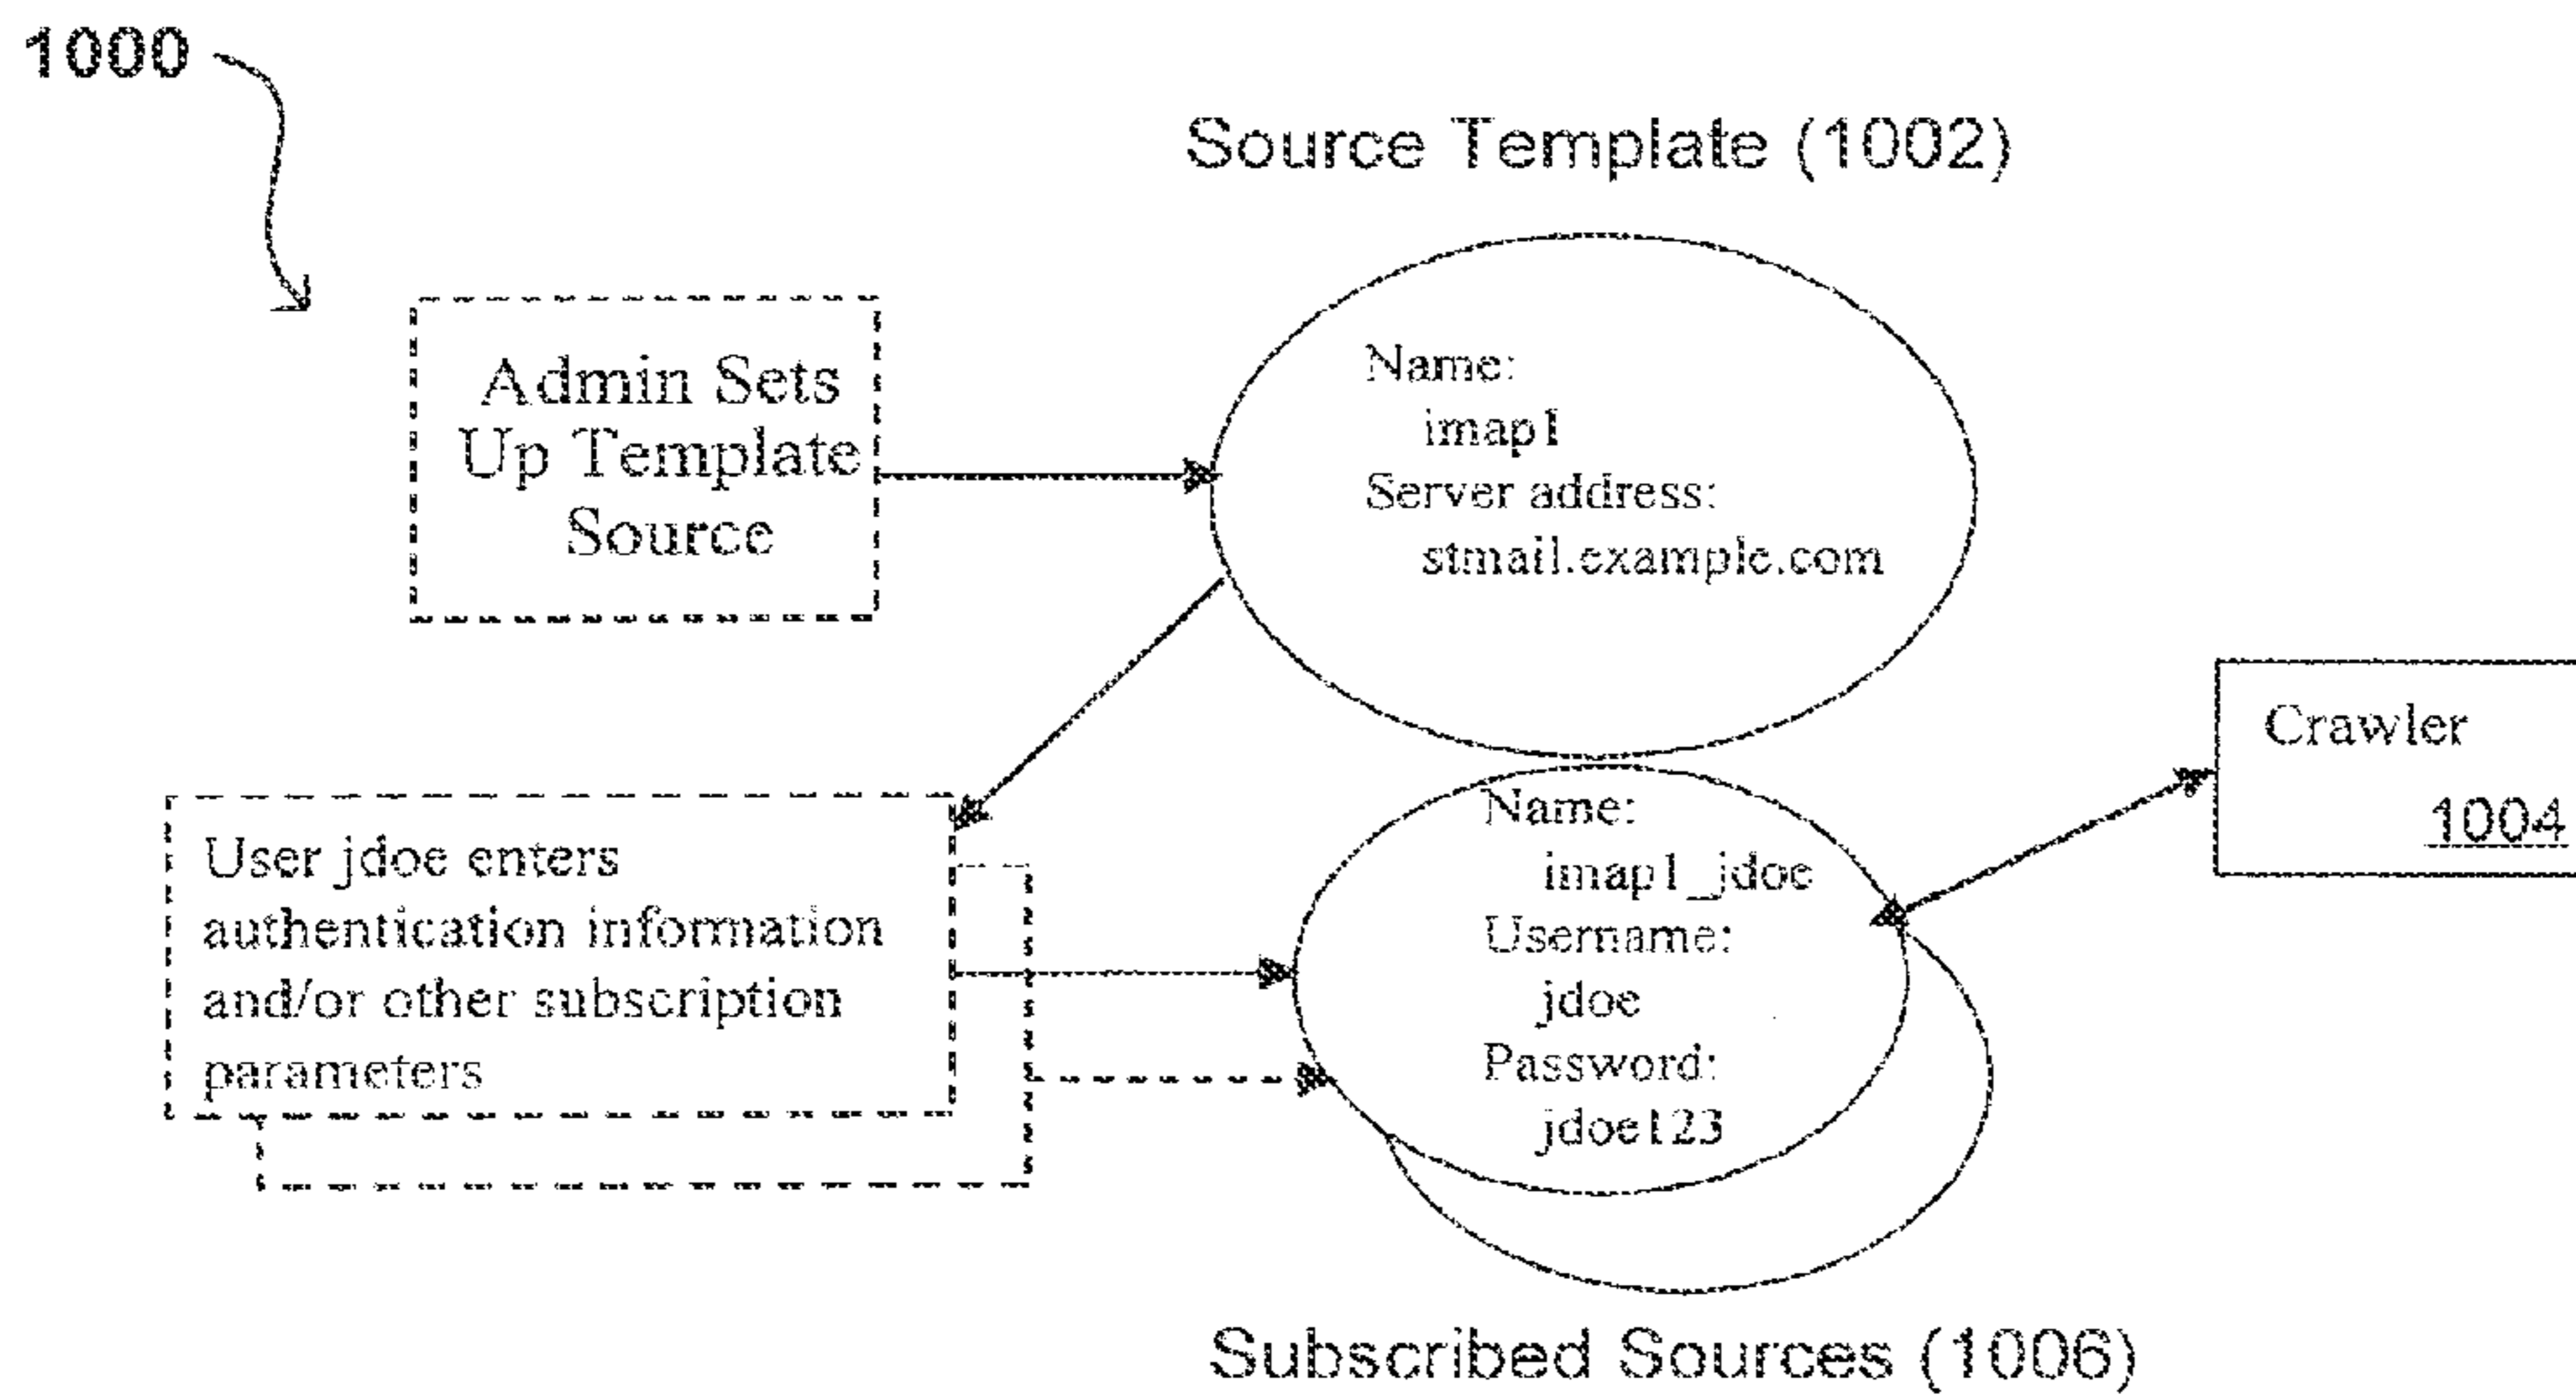 1000
Source Template (1002)
Admin Sets
Up Template
Source
Name:
imap1
Server address:
stmail.example.com
Crawler
1004
User jdoe enters
authentication information
and/or other subscription
parameters
Name:
imap1_jdoe
Username:
jdoe
Password:
jdoe123
Subscribed Sources (1006)